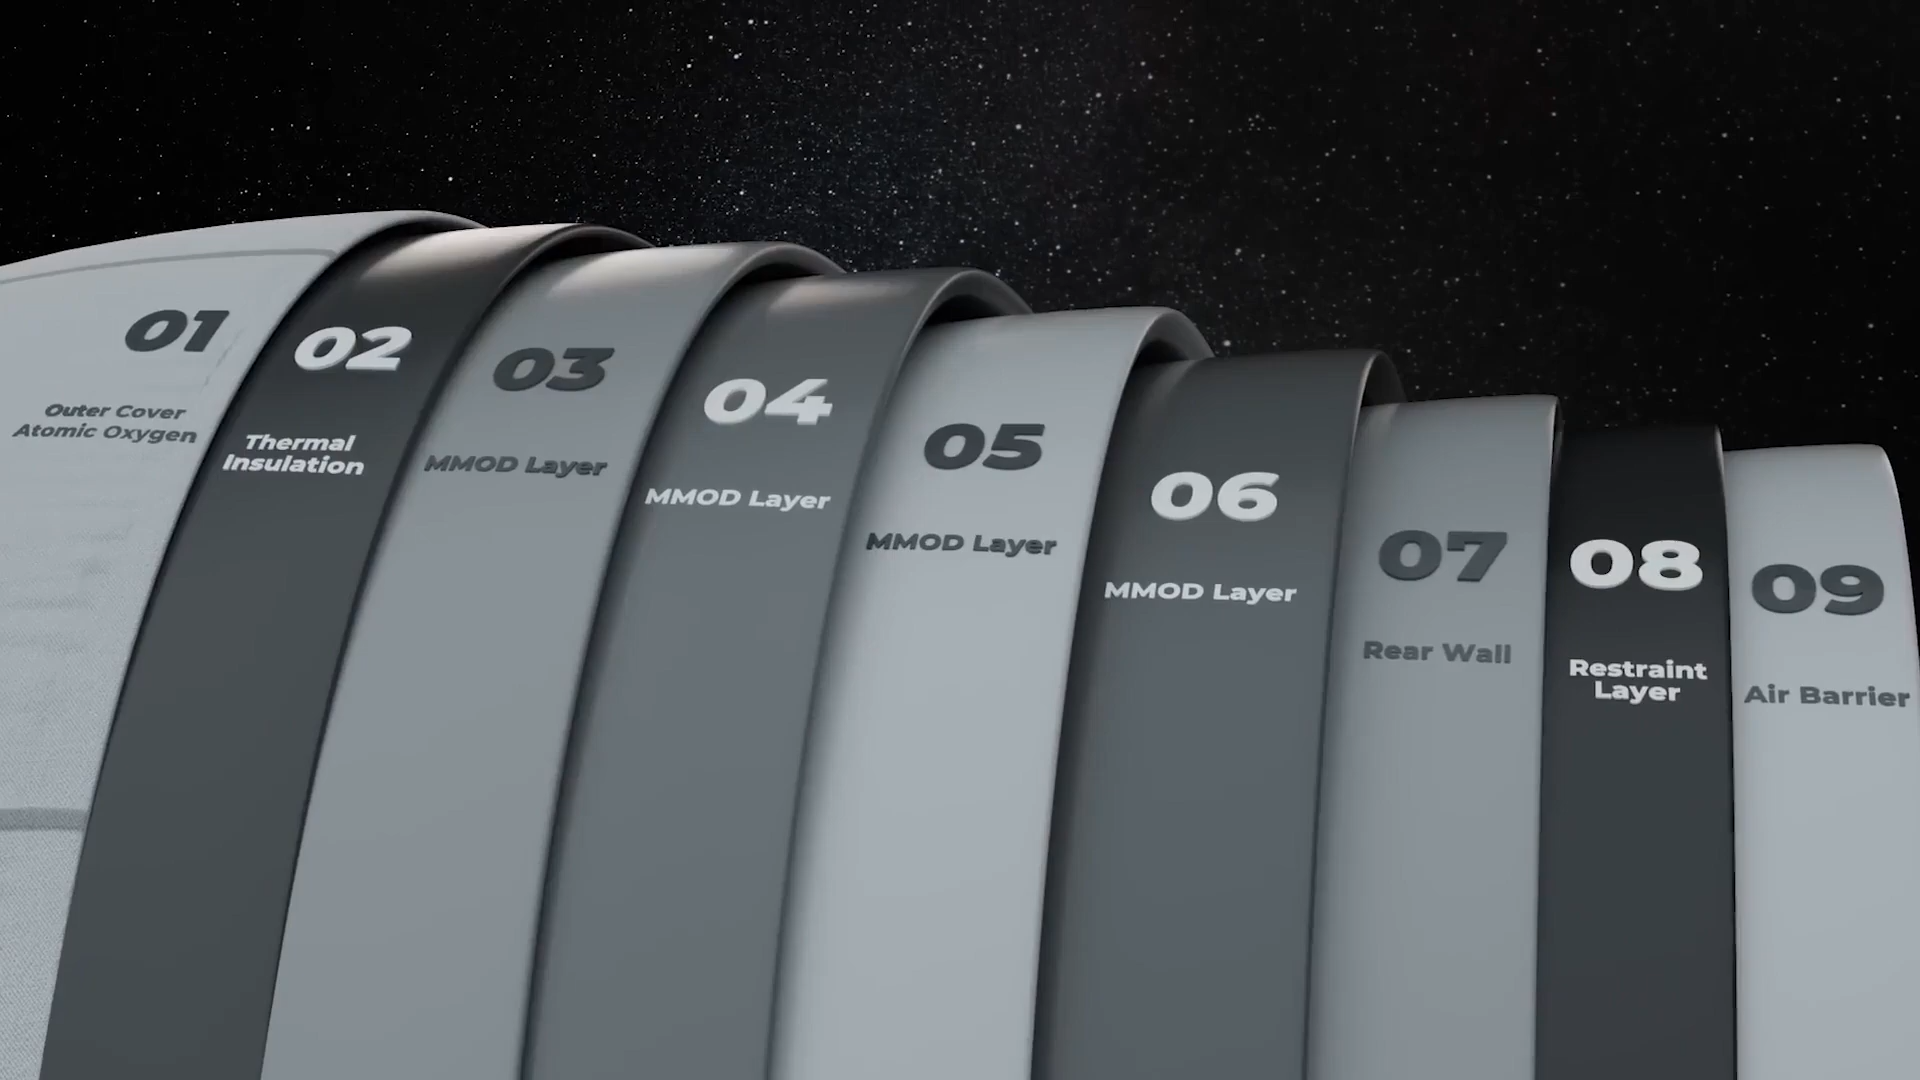 01
Outer Cover
Atomic Oxygen
02
Thermal
Insulation
03
MMOD Layer
04
MMOD Layer
05
MMOD Layer
06
MMOD Layer
07
Rear Wall
08
Restraint
Layer
09
Air Barrier